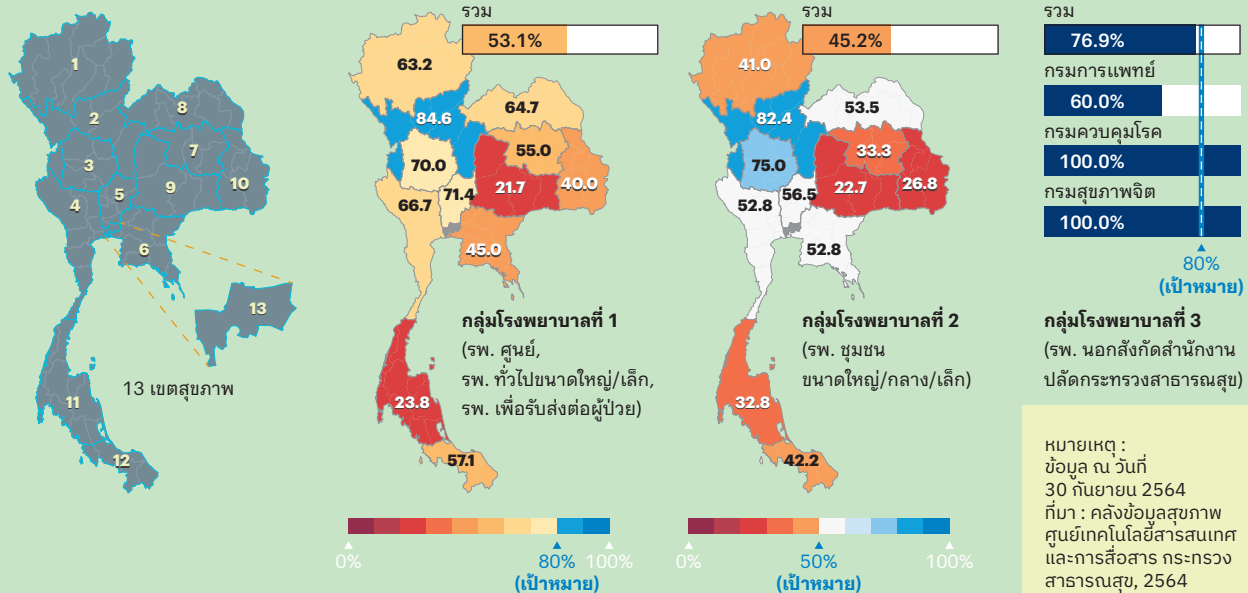 1
2
3
4
5
6
7
8
9
10
11
12
13
13 เขตสุขภาพ
รวม
53.1%
63.2
84.6
64.7
70.0
55.0
71.4
21.7
40.0
66.7
45.0
23.8
57.1
กลุ่มโรงพยาบาลที่ 1
(รพ. ศูนย์,
รพ. ทั่วไปขนาดใหญ่/เล็ก,
รพ. เพื่อรับส่งต่อผู้ป่วย)
0%
80%
100%
(เป้าหมาย)
รวม
45.2%
41.0
82.4
53.5
75.0
33.3
56.5
22.7
26.8
52.8
52.8
32.8
42.2
กลุ่มโรงพยาบาลที่ 2
(รพ. ชุมชน
ขนาดใหญ่/กลาง/เล็ก)
0%
50%
100%
(เป้าหมาย)
รวม
76.9%
กรมการแพทย์
60.0%
กรมควบคุมโรค
100.0%
กรมสุขภาพจิต
100.0%
80%
(เป้าหมาย)
กลุ่มโรงพยาบาลที่ 3
(รพ. นอกสังกัดสำนักงาน
ปลัดกระทรวงสาธารณสุข)
หมายเหตุ :
ข้อมูล ณ วันที่
30 กันยายน 2564
ที่มา : คลังข้อมูลสุขภาพ
ศูนย์เทคโนโลยีสารสนเทศ
และการสื่อสาร กระทรวง
สาธารณสุข, 2564